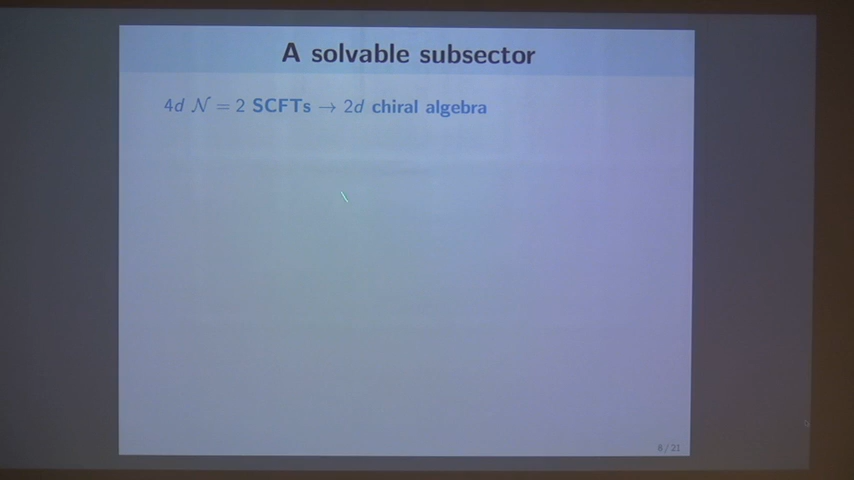 A solvable subsector
4d 𝒩 = 2 SCFTs → 2d chiral algebra
8 / 21